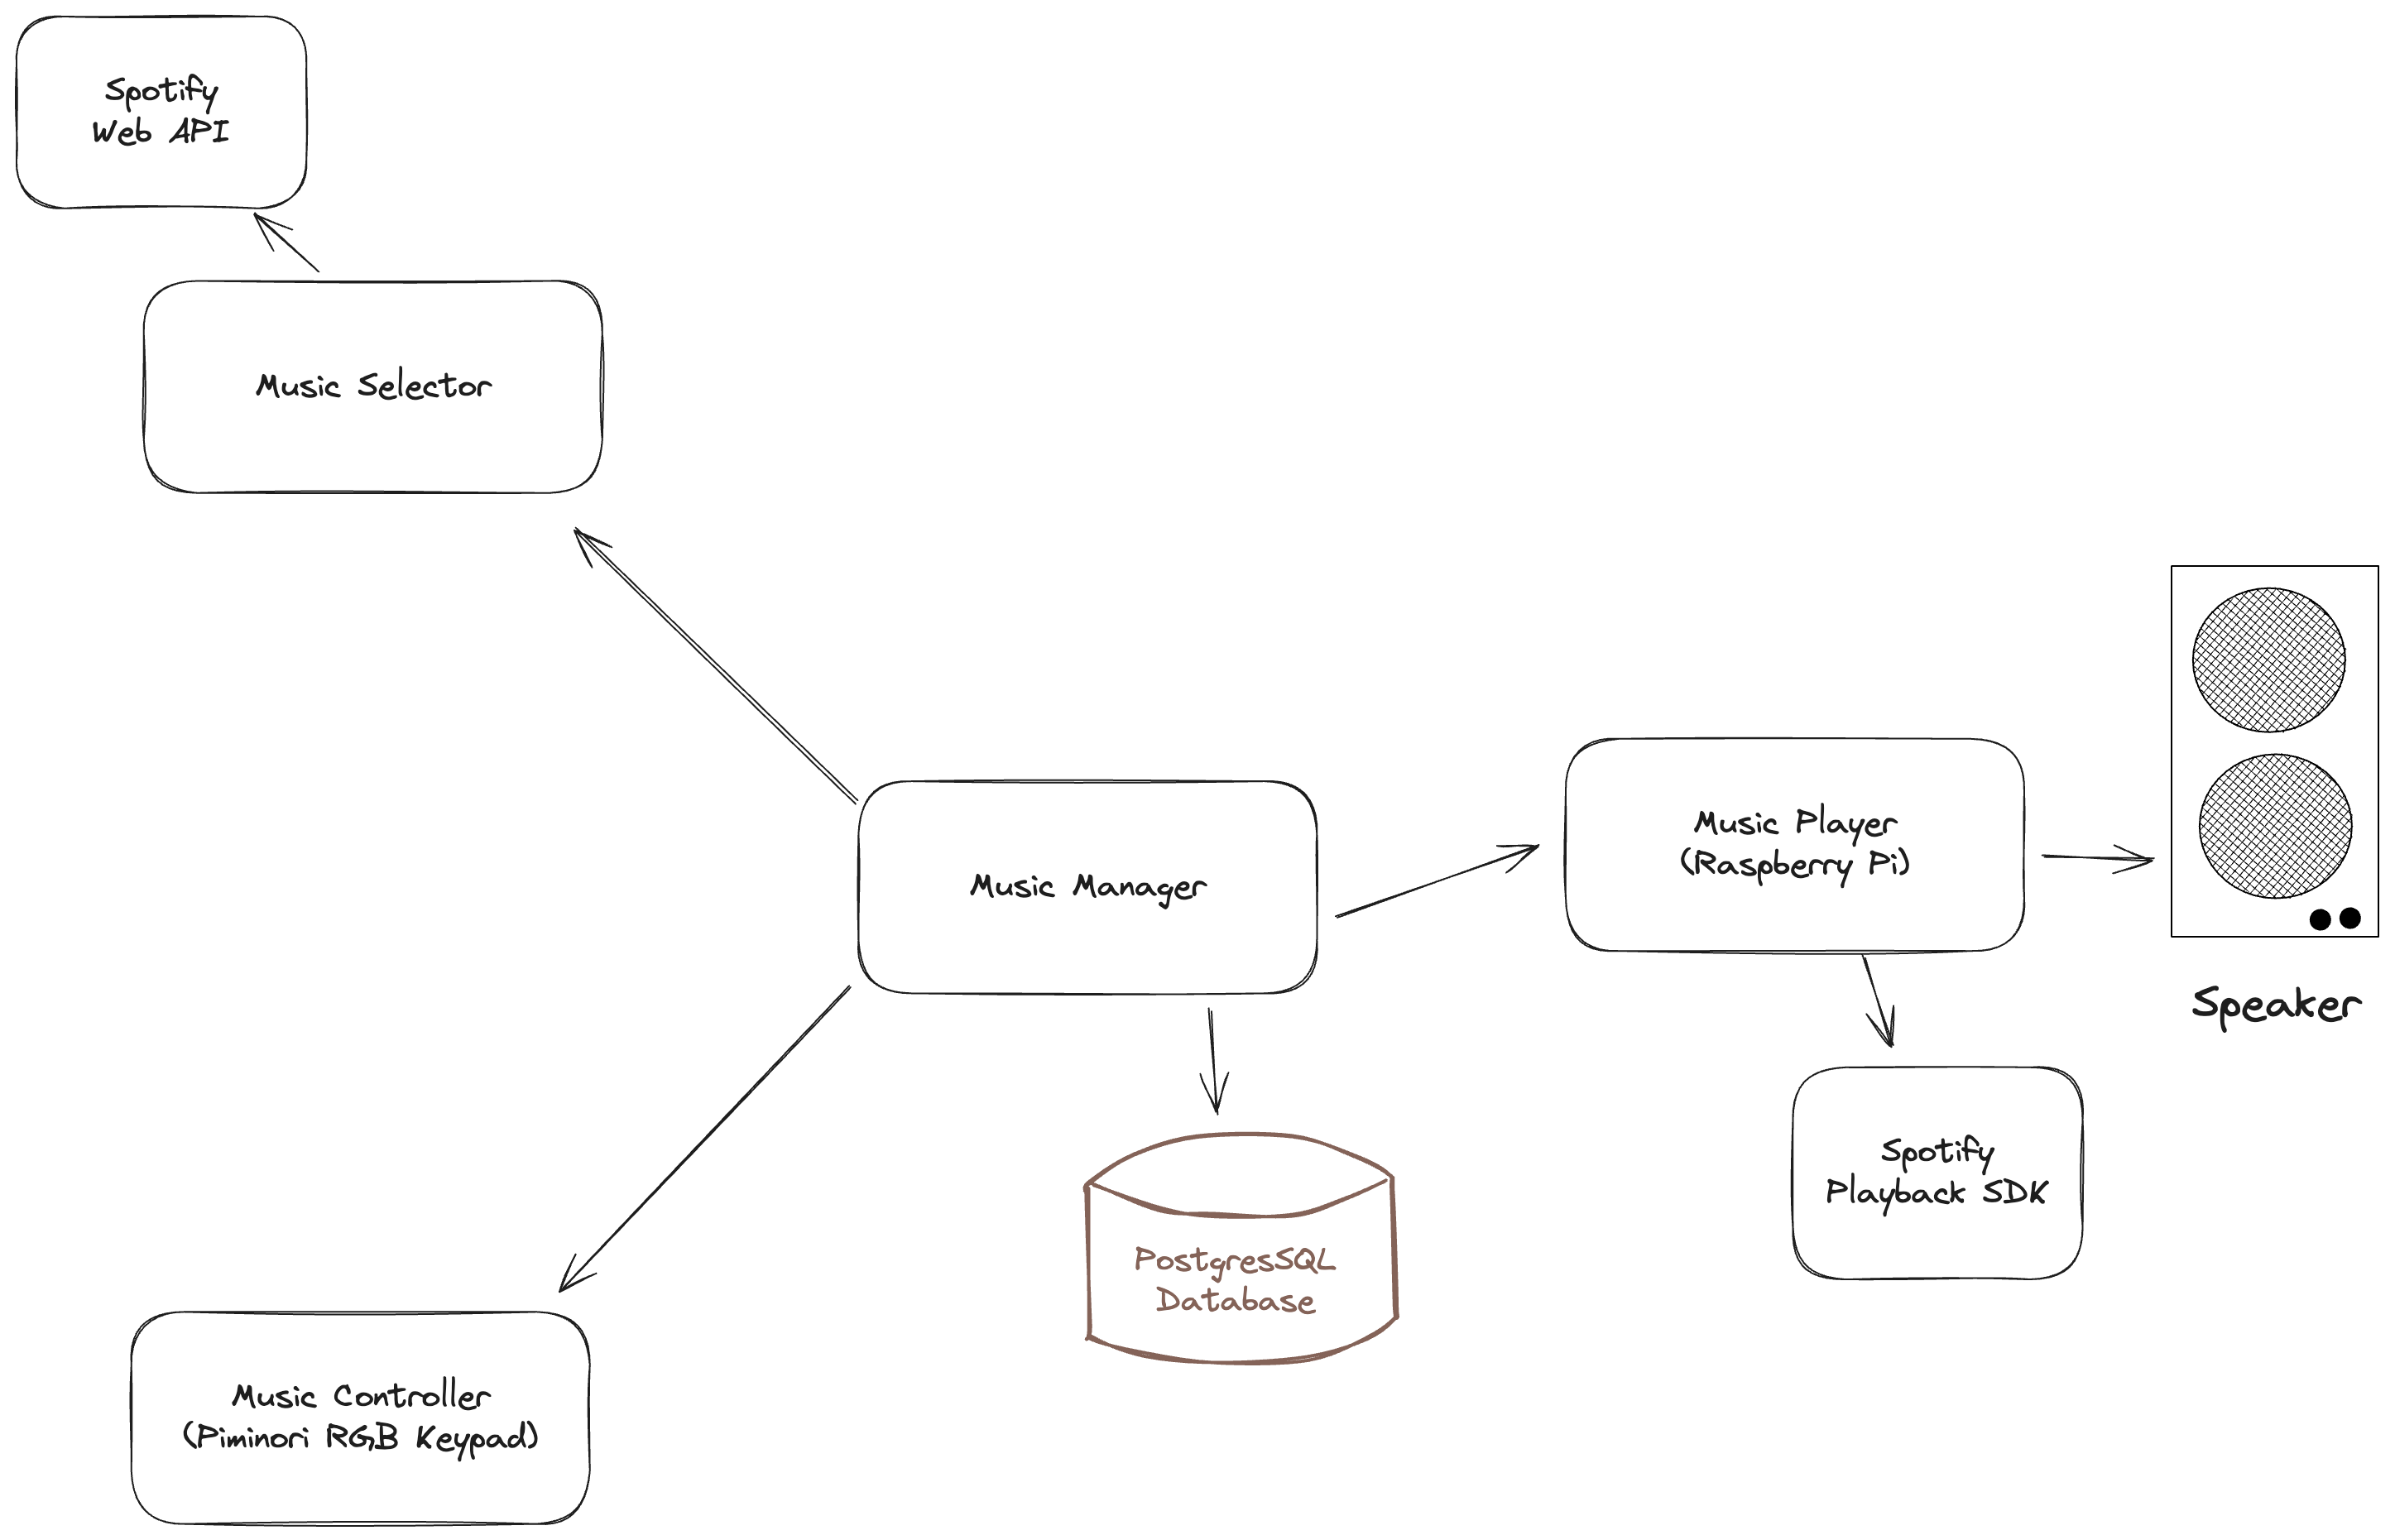 Spotify
Web API
Music Selector
Music Manager
Music Player
(Raspberry Pi)
Speaker
Spotify
Playback SDK
PostgresSQL
Database
Music Controller
(Piminori RGB Keypad)